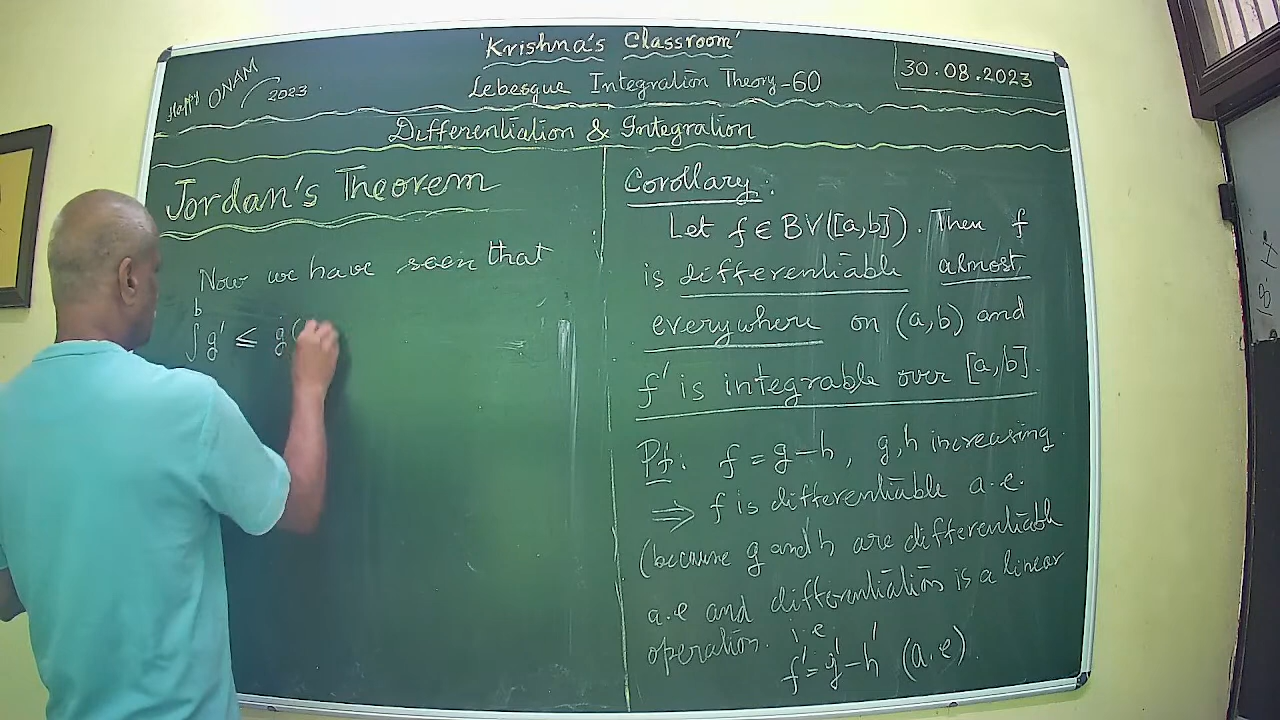 'Krishna's Classroom'
Happy ONAM 2023
Lebesgue Integration Theory-60
30.08.2023
Differentiation & Integration
Jordan's Theorem
Now we have seen that
b
∫ g' ≤ g(
Corollary:
Let f ∈ BV([a,b]). Then f
is differentiable almost
everywhere on (a,b) and
f' is integrable over [a,b].
Pf: f = g-h, g,h increasing.
⇒ f is differentiable a.e.
(because g and h are differentiable
a.e and differentiation is a linear
operation. i.e
f' = g'-h' (a.e).